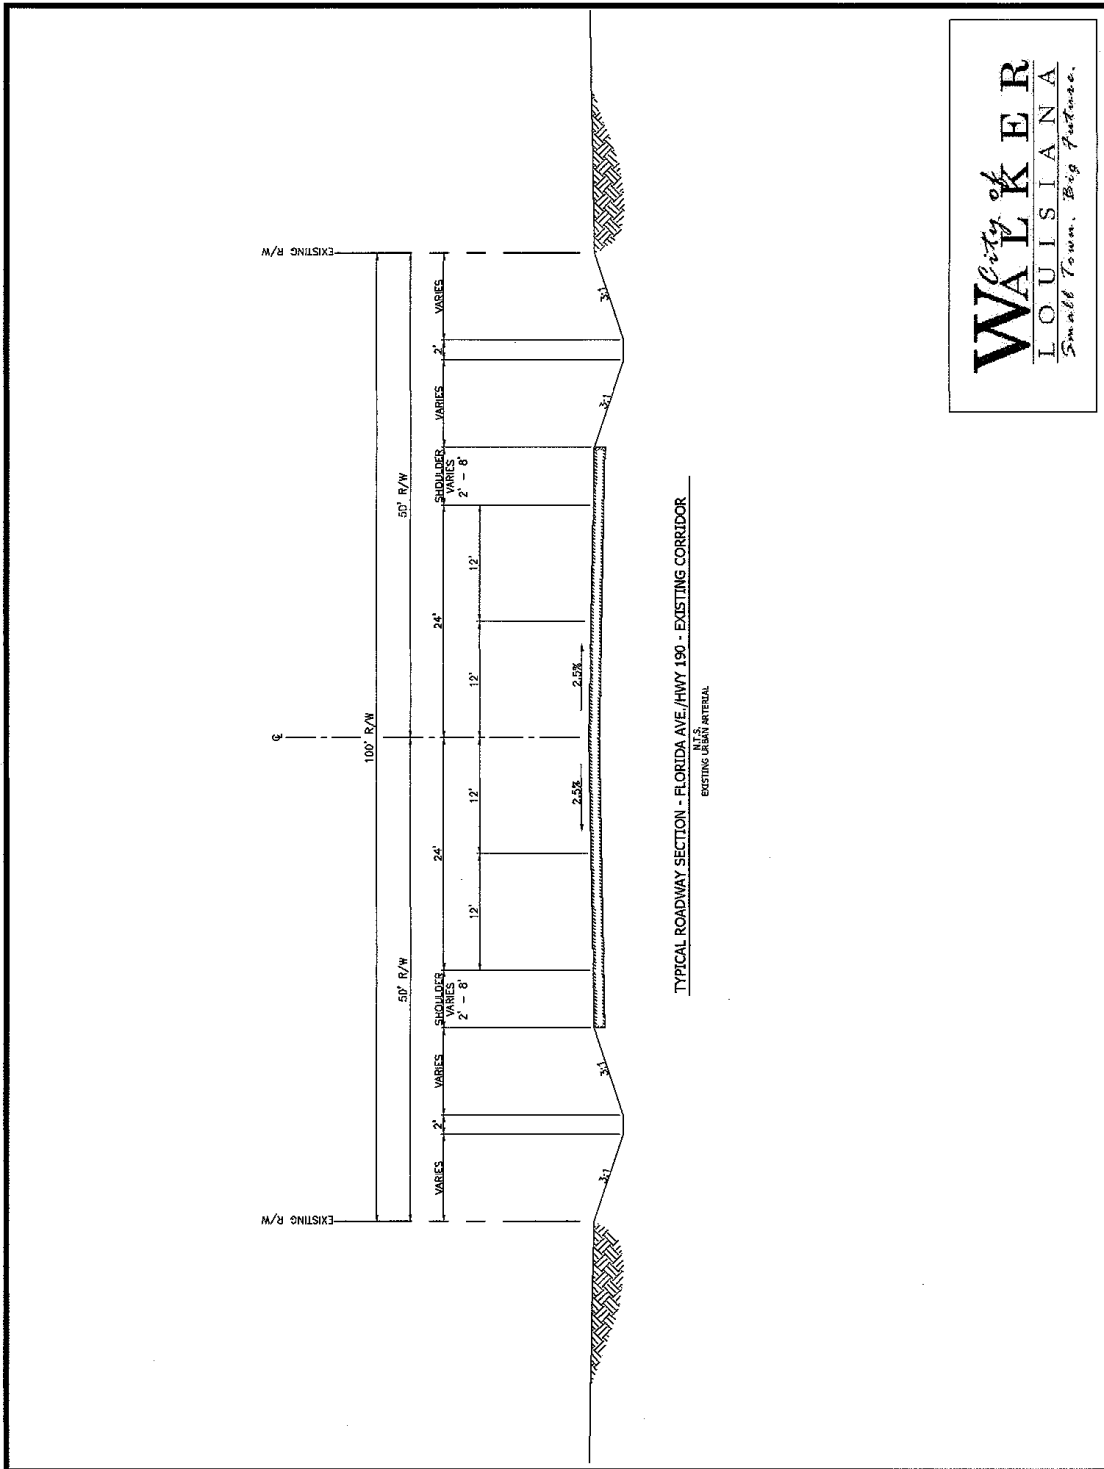 EXISTING R/W
EXISTING R/W
℄
100' R/W
50' R/W
50' R/W
VARIES
2'
VARIES
SHOULDER
VARIES
2' - 8'
24'
24'
SHOULDER
VARIES
2' - 8'
VARIES
2'
VARIES
12'
12'
12'
12'
2.5%
2.5%
3:1
3:1
3:1
3:1
TYPICAL ROADWAY SECTION - FLORIDA AVE./HWY 190 - EXISTING CORRIDOR
N.T.S.
EXISTING URBAN ARTERIAL
City of
WALKER
LOUISIANA
Small Town. Big Future.